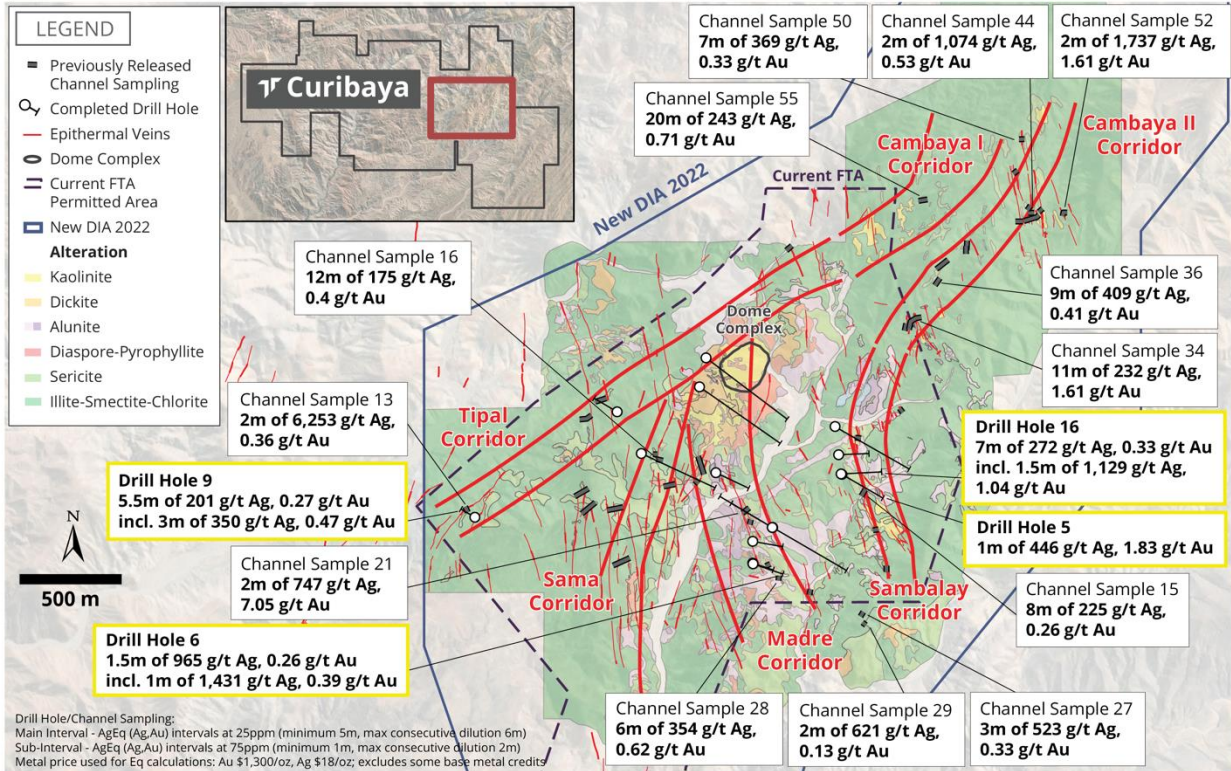 LEGEND
Previously Released
Channel Sampling
Completed Drill Hole
Epithermal Veins
Dome Complex
Current FTA
Permitted Area
New DIA 2022
Alteration
Kaolinite
Dickite
Alunite
Diaspore-Pyrophyllite
Sericite
Illite-Smectite-Chlorite
Curibaya
Channel Sample 50
7m of 369 g/t Ag,
0.33 g/t Au
Channel Sample 44
2m of 1,074 g/t Ag,
0.53 g/t Au
Channel Sample 52
2m of 1,737 g/t Ag,
1.61 g/t Au
Channel Sample 55
20m of 243 g/t Ag,
0.71 g/t Au
Cambaya I
Corridor
Cambaya II
Corridor
Current FTA
New DIA 2022
Channel Sample 16
12m of 175 g/t Ag,
0.4 g/t Au
Channel Sample 36
9m of 409 g/t Ag,
0.41 g/t Au
Dome
Complex
Channel Sample 34
11m of 232 g/t Ag,
1.61 g/t Au
Channel Sample 13
2m of 6,253 g/t Ag,
0.36 g/t Au
Tipal
Corridor
Drill Hole 16
7m of 272 g/t Ag, 0.33 g/t Au
incl. 1.5m of 1,129 g/t Ag,
1.04 g/t Au
Drill Hole 9
5.5m of 201 g/t Ag, 0.27 g/t Au
incl. 3m of 350 g/t Ag, 0.47 g/t Au
Drill Hole 5
1m of 446 g/t Ag, 1.83 g/t Au
N
500 m
Channel Sample 21
2m of 747 g/t Ag,
7.05 g/t Au
Sama
Corridor
Sambalay
Corridor
Channel Sample 15
8m of 225 g/t Ag,
0.26 g/t Au
Drill Hole 6
1.5m of 965 g/t Ag, 0.26 g/t Au
incl. 1m of 1,431 g/t Ag, 0.39 g/t Au
Madre
Corridor
Channel Sample 28
6m of 354 g/t Ag,
0.62 g/t Au
Channel Sample 29
2m of 621 g/t Ag,
0.13 g/t Au
Channel Sample 27
3m of 523 g/t Ag,
0.33 g/t Au
Drill Hole/Channel Sampling:
Main Interval - AgEq (Ag,Au) intervals at 25ppm (minimum 5m, max consecutive dilution 6m)
Sub-Interval - AgEq (Ag,Au) intervals at 75ppm (minimum 1m, max consecutive dilution 2m)
Metal price used for Eq calculations: Au $1,300/oz, Ag $18/oz; excludes some base metal credits